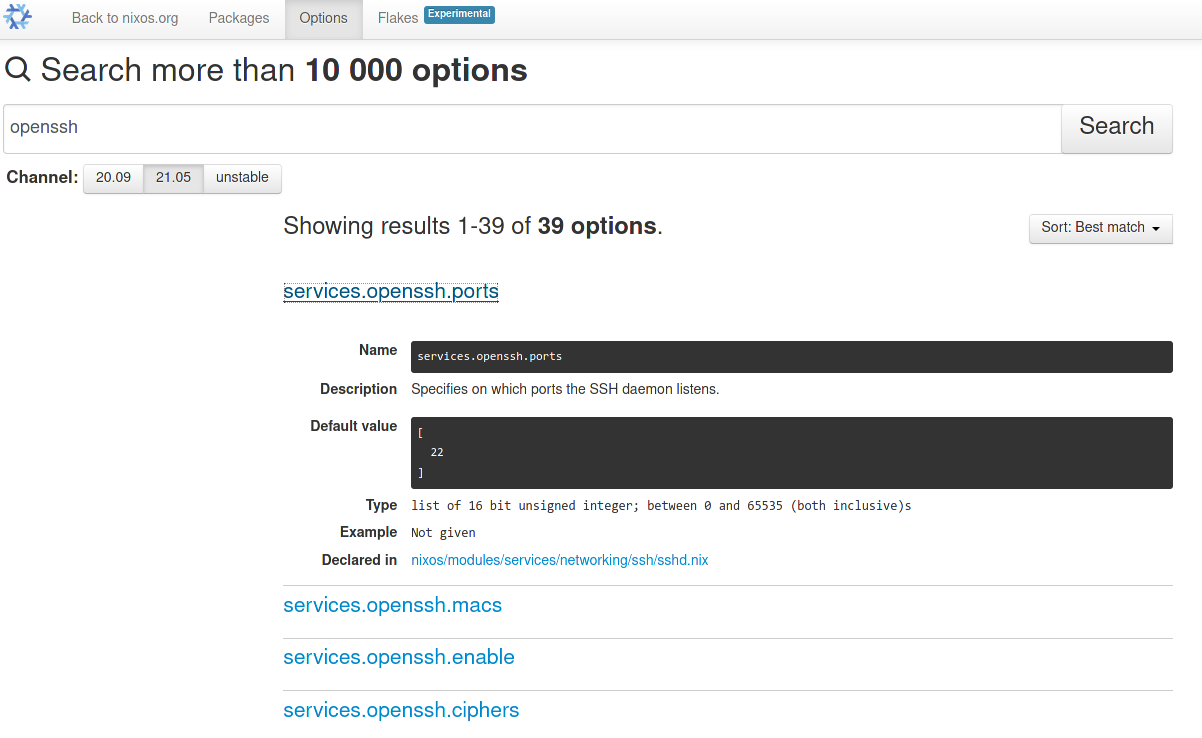 Back to nixos.org Packages Options Flakes Experimental
Search more than 10 000 options
openssh Search
Channel: 20.09 21.05 unstable
Showing results 1-39 of 39 options. Sort: Best match
services.openssh.ports
Name services.openssh.ports
Description Specifies on which ports the SSH daemon listens.
Default value [
22
]
Type list of 16 bit unsigned integer; between 0 and 65535 (both inclusive)s
Example Not given
Declared in nixos/modules/services/networking/ssh/sshd.nix
services.openssh.macs
services.openssh.enable
services.openssh.ciphers